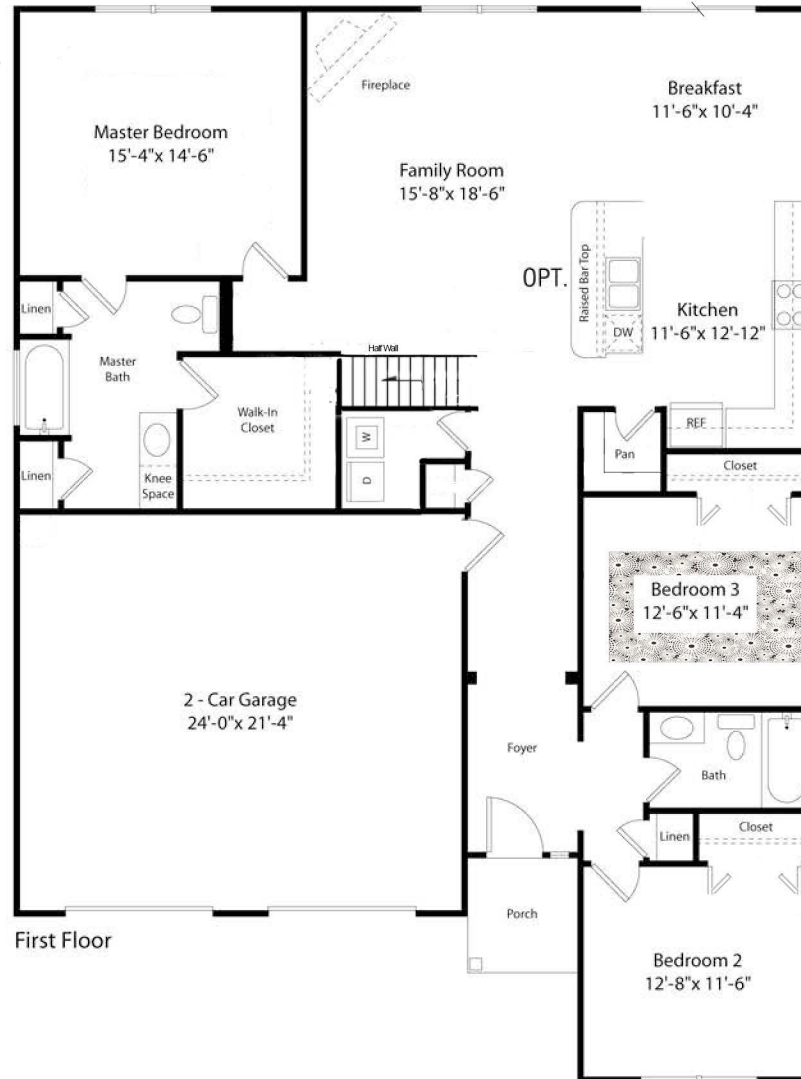 Fireplace
Breakfast
11'-6"x 10'-4"
Master Bedroom
15'-4"x 14'-6"
Family Room
15'-8"x 18'-6"
OPT.
Raised Bar Top
Linen
Kitchen
11'-6"x 12'-12"
DW
Half Wall
Master
Bath
Walk-In
Closet
W
REF
Pan
Closet
Linen
Knee
Space
D
Bedroom 3
12'-6"x 11'-4"
2 - Car Garage
24'-0"x 21'-4"
Foyer
Bath
Linen
Closet
Porch
First Floor
Bedroom 2
12'-8"x 11'-6"